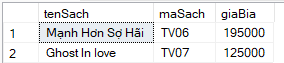 tenSach maSach giaBia
1 Mạnh Hơn Sợ Hãi TV06 195000
2 Ghost In love TV07 125000